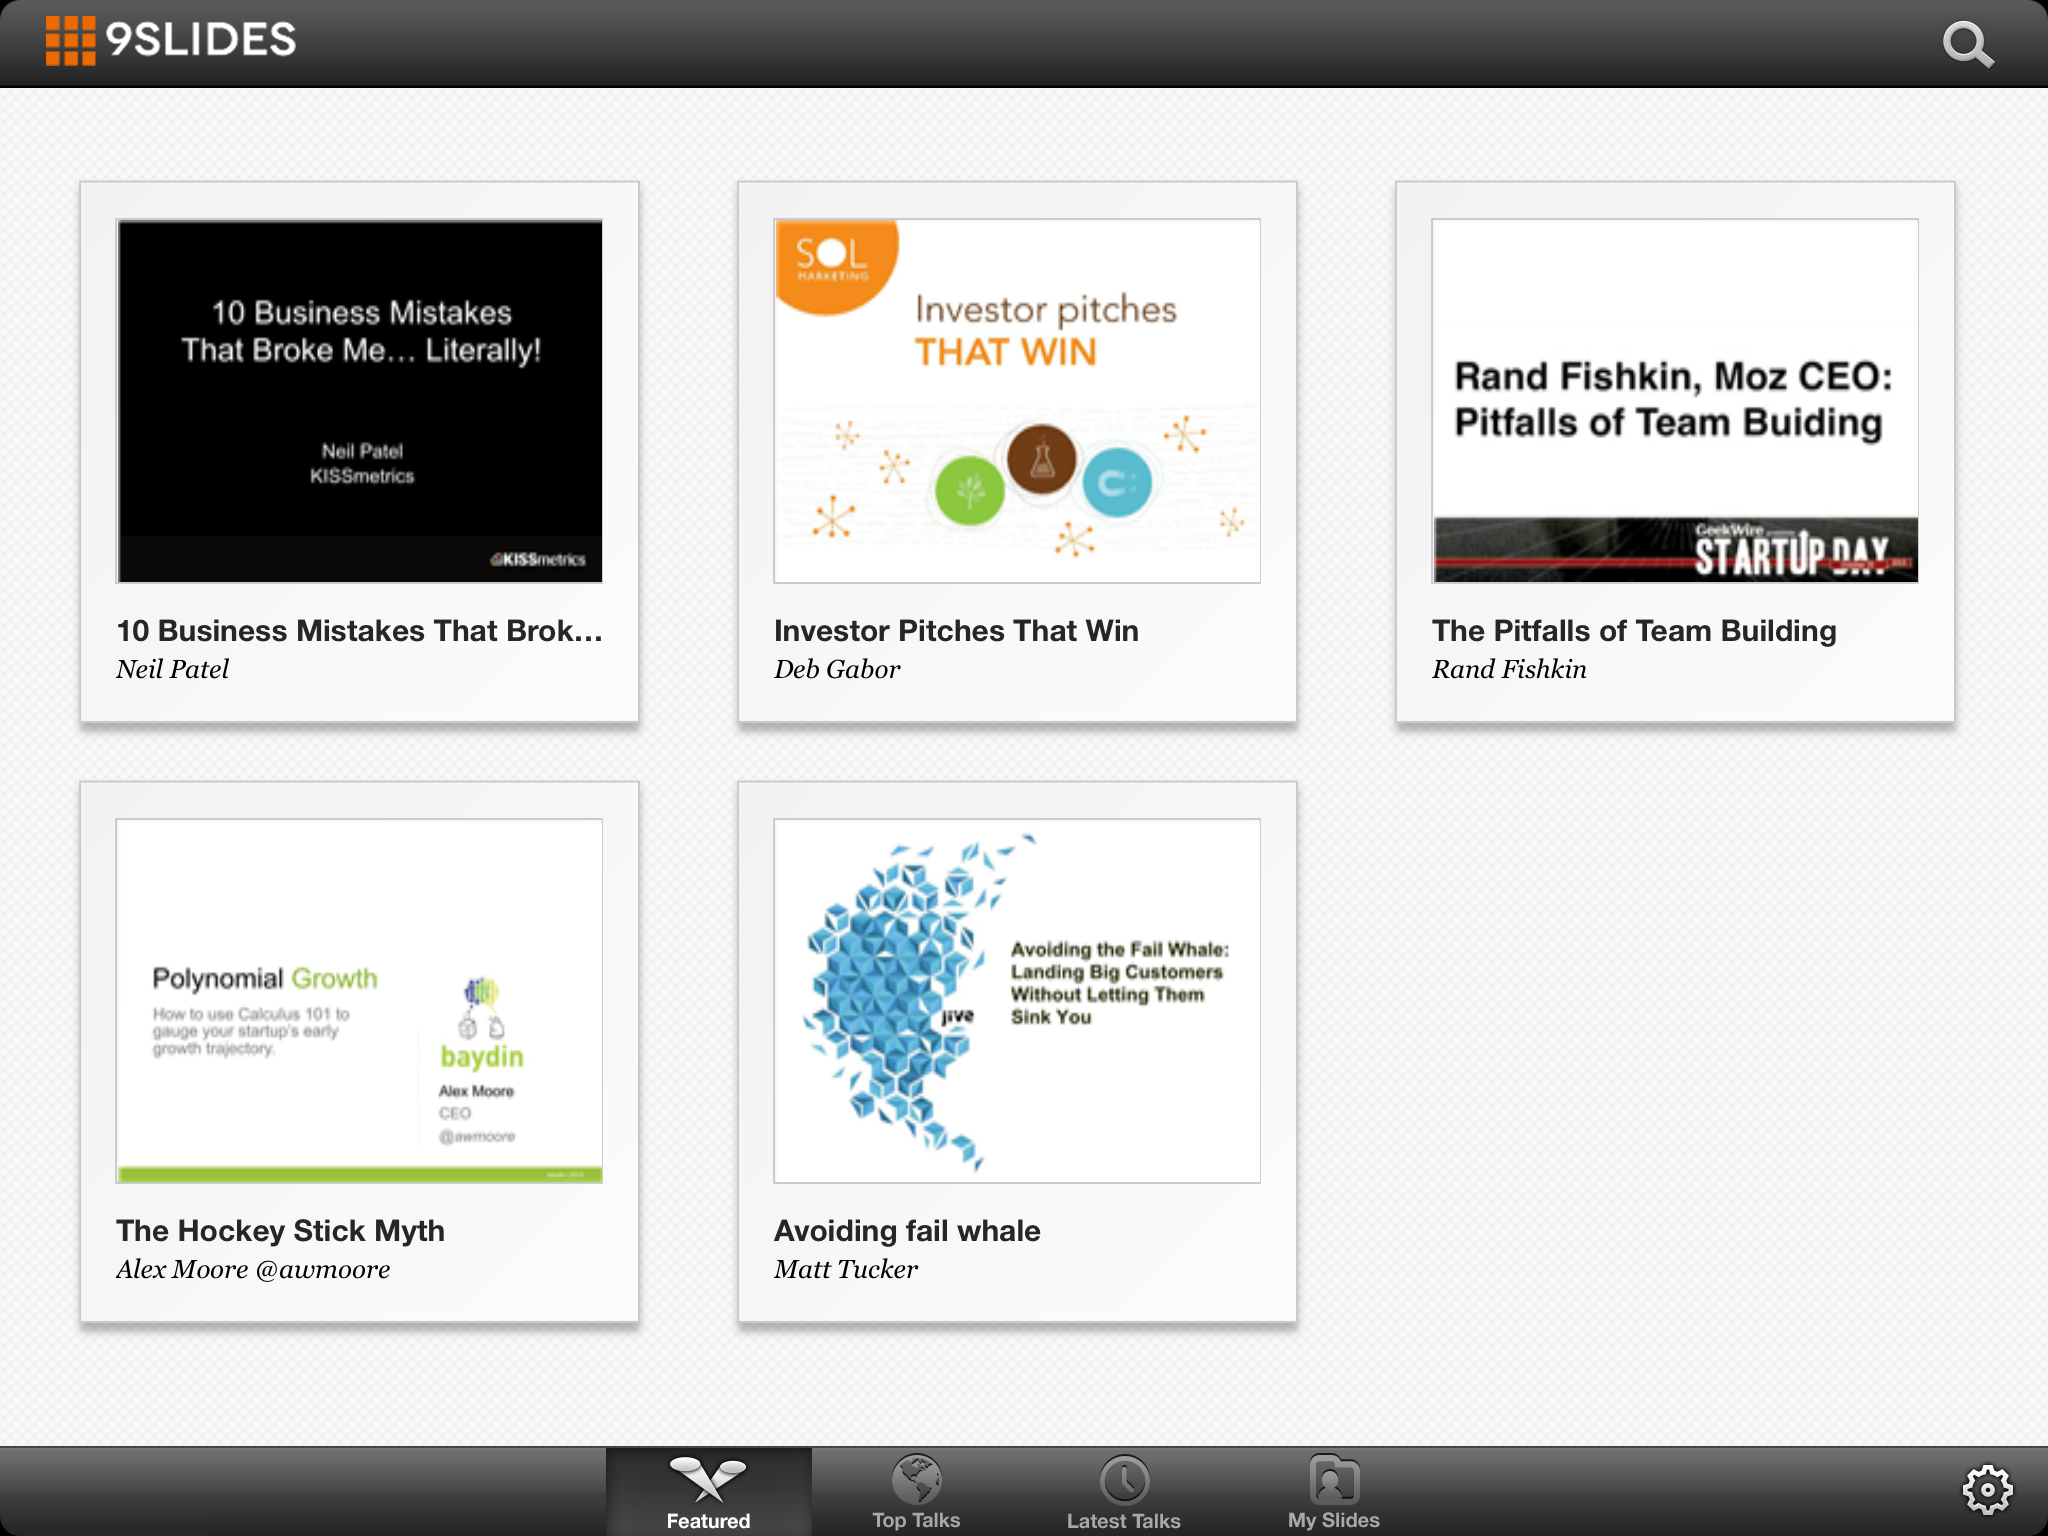 9SLIDES
10 Business Mistakes
That Broke Me... Literally!
Neil Patel
KISSmetrics
KISSmetrics
10 Business Mistakes That Brok...
Neil Patel
SOL
MARKETING
Investor pitches
THAT WIN
Investor Pitches That Win
Deb Gabor
Rand Fishkin, Moz CEO:
Pitfalls of Team Buiding
GeekWire
STARTUP DAY
The Pitfalls of Team Building
Rand Fishkin
Polynomial Growth
How to use Calculus 101 to
gauge your startup's early
growth trajectory.
baydin
Alex Moore
CEO
@awmoore
The Hockey Stick Myth
Alex Moore @awmoore
jive
Avoiding the Fail Whale:
Landing Big Customers
Without Letting Them
Sink You
Avoiding fail whale
Matt Tucker
Featured
Top Talks
Latest Talks
My Slides